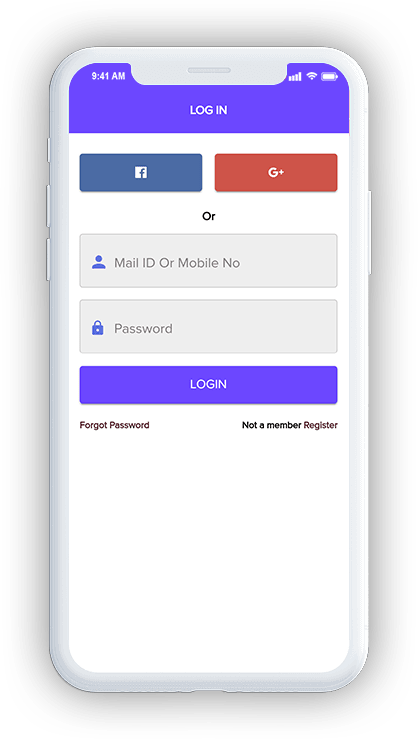 9:41 AM
LOG IN
G+
Or
Mail ID Or Mobile No
Password
LOGIN
Forgot Password
Not a member Register